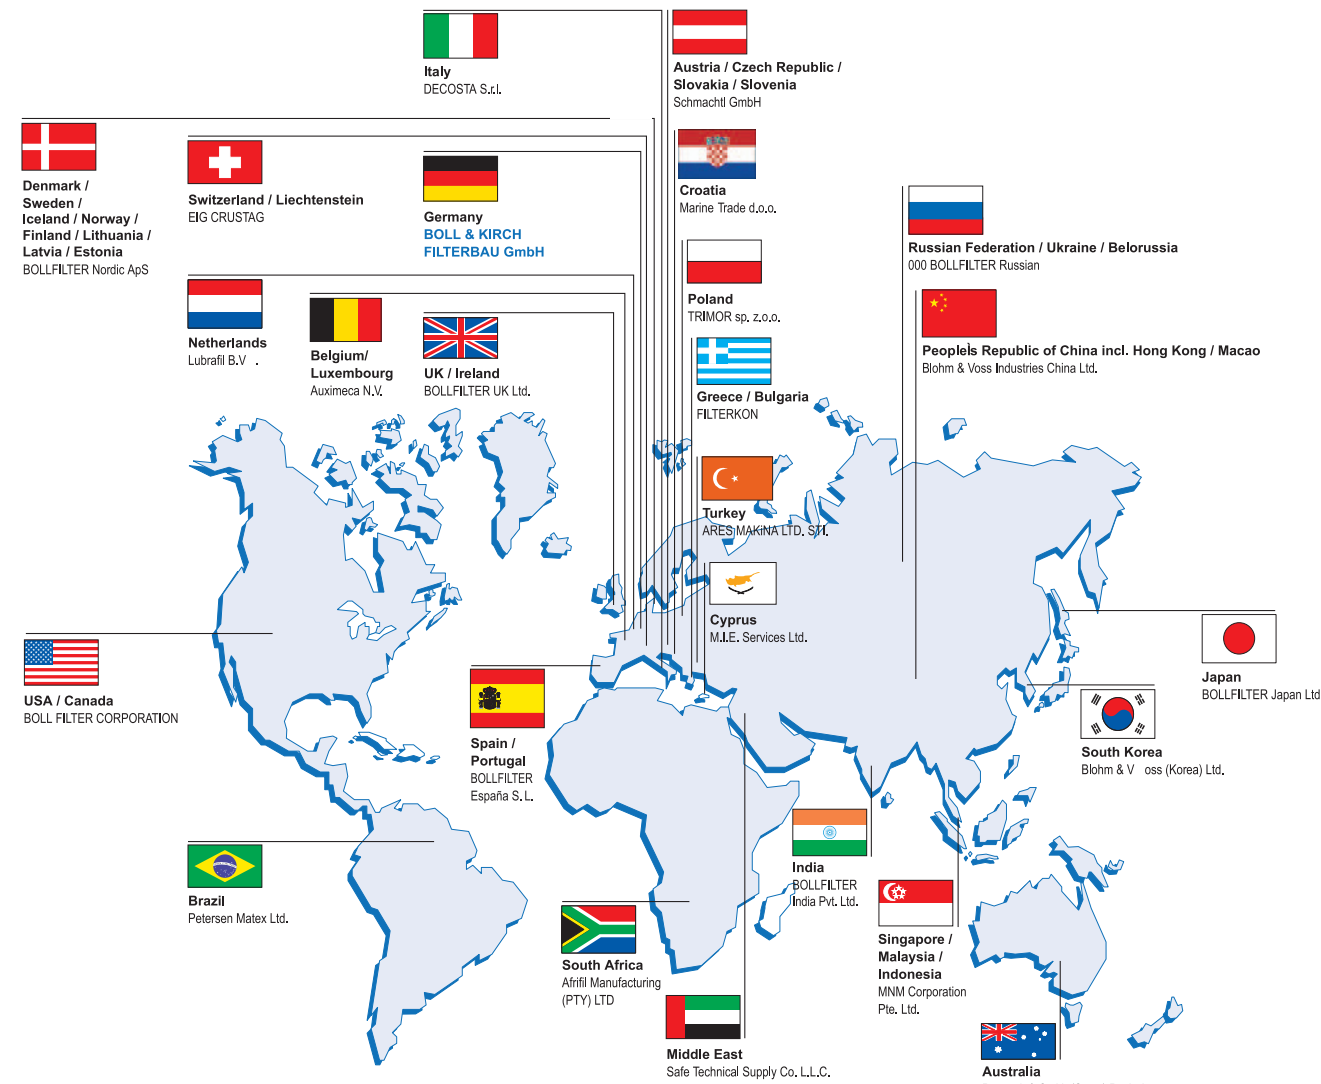 Italy
DECOSTA S.r.l.
Austria / Czech Republic /
Slovakia / Slovenia
Schmachtl GmbH
Denmark /
Sweden /
Iceland / Norway /
Finland / Lithuania /
Latvia / Estonia
BOLLFILTER Nordic ApS
Switzerland / Liechtenstein
EIG CRUSTAG
Germany
BOLL & KIRCH
FILTERBAU GmbH
Croatia
Marine Trade d.o.o.
Russian Federation / Ukraine / Belorussia
000 BOLLFILTER Russian
Poland
TRIMOR sp. z.o.o.
Netherlands
Lubrafil B.V .
Belgium/
Luxembourg
Auximeca N.V.
UK / Ireland
BOLLFILTER UK Ltd.
Greece / Bulgaria
FILTERKON
Peoplels Republic of China incl. Hong Kong / Macao
Blohm & Voss Industries China Ltd.
Turkey
ARES MAKiNA LTD. STI.
Cyprus
M.I.E. Services Ltd.
USA / Canada
BOLL FILTER CORPORATION
Spain /
Portugal
BOLLFILTER
España S. L.
Japan
BOLLFILTER Japan Ltd
South Korea
Blohm & V oss (Korea) Ltd.
Brazil
Petersen Matex Ltd.
India
BOLLFILTER
India Pvt. Ltd.
South Africa
Afrifil Manufacturing
(PTY) LTD
Singapore /
Malaysia /
Indonesia
MNM Corporation
Pte. Ltd.
Middle East
Safe Technical Supply Co. L.L.C.
Australia